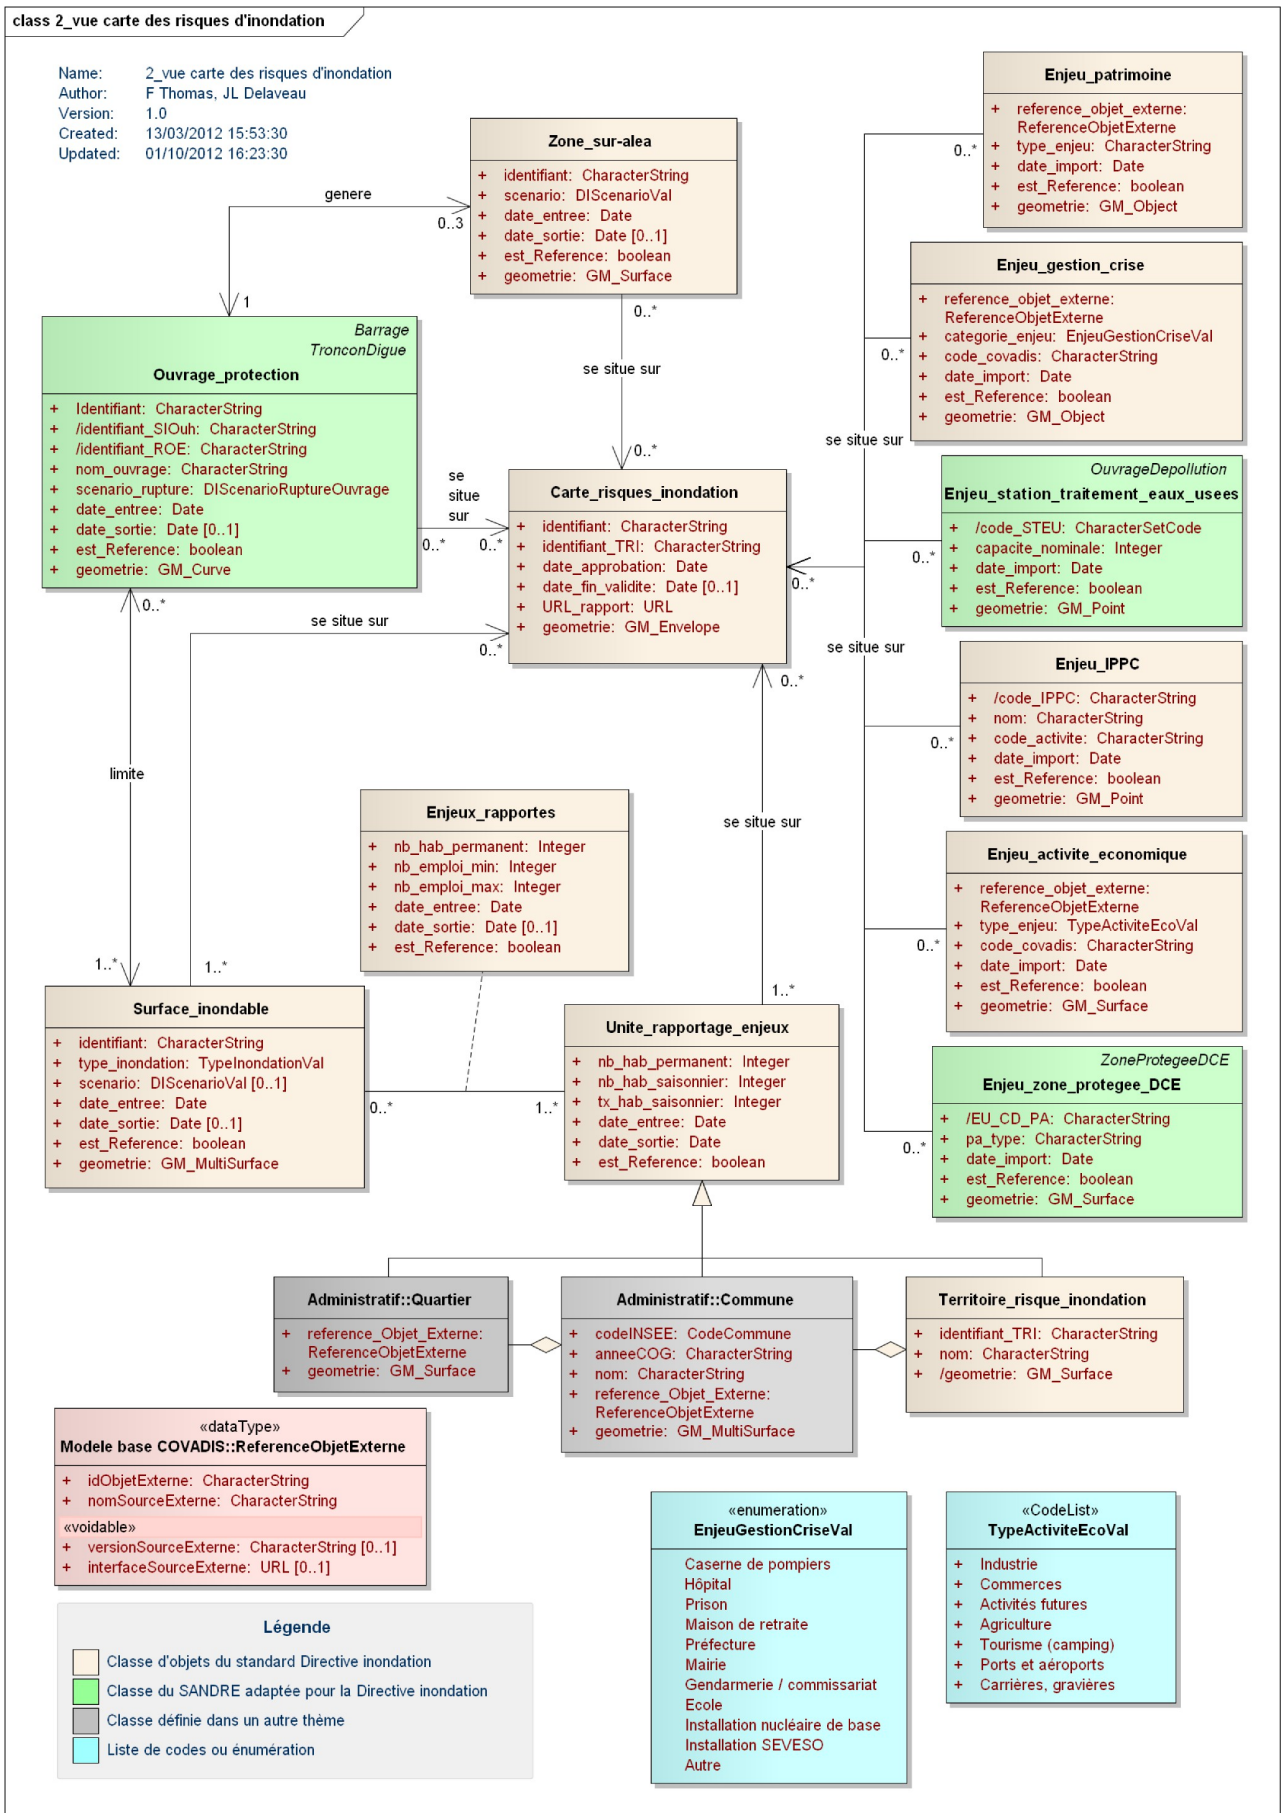 class 2_vue carte des risques d'inondation
Name: 2_vue carte des risques d'inondation
Author: F Thomas, JL Delaveau
Version: 1.0
Created: 13/03/2012 15:53:30
Updated: 01/10/2012 16:23:30
Zone_sur-alea
+ identifiant: CharacterString
+ scenario: DIScenarioVal
+ date_entree: Date
+ date_sortie: Date [0..1]
+ est_Reference: boolean
+ geometrie: GM_Surface
genere
0..3
1
0..*
se situe sur
0..*
Barrage
TronconDigue
Ouvrage_protection
+ Identifiant: CharacterString
+ /identifiant_SIOuh: CharacterString
+ /identifiant_ROE: CharacterString
+ nom_ouvrage: CharacterString
+ scenario_rupture: DIScenarioRuptureOuvrage
+ date_entree: Date
+ date_sortie: Date [0..1]
+ est_Reference: boolean
+ geometrie: GM_Curve
se
situe
sur
0..*
0..*
Carte_risques_inondation
+ identifiant: CharacterString
+ identifiant_TRI: CharacterString
+ date_approbation: Date
+ date_fin_validite: Date [0..1]
+ URL_rapport: URL
+ geometrie: GM_Envelope
0..*
se situe sur
0..*
0..*
0..*
limite
1..*
1..*
se situe sur
1..*
Enjeu_patrimoine
+ reference_objet_externe:
ReferenceObjetExterne
+ type_enjeu: CharacterString
+ date_import: Date
+ est_Reference: boolean
+ geometrie: GM_Object
0..*
Enjeu_gestion_crise
+ reference_objet_externe:
ReferenceObjetExterne
+ categorie_enjeu: EnjeuGestionCriseVal
+ code_covadis: CharacterString
+ date_import: Date
+ est_Reference: boolean
+ geometrie: GM_Object
0..*
se situe sur
OuvrageDepollution
Enjeu_station_traitement_eaux_usees
+ /code_STEU: CharacterSetCode
+ capacite_nominale: Integer
+ date_import: Date
+ est_Reference: boolean
+ geometrie: GM_Point
0..*
se situe sur
Enjeu_IPPC
+ /code_IPPC: CharacterString
+ nom: CharacterString
+ code_activite: CharacterString
+ date_import: Date
+ est_Reference: boolean
+ geometrie: GM_Point
0..*
Enjeu_activite_economique
+ reference_objet_externe:
ReferenceObjetExterne
+ type_enjeu: TypeActiviteEcoVal
+ code_covadis: CharacterString
+ date_import: Date
+ est_Reference: boolean
+ geometrie: GM_Surface
0..*
ZoneProtegeeDCE
Enjeu_zone_protegee_DCE
+ /EU_CD_PA: CharacterString
+ pa_type: CharacterString
+ date_import: Date
+ est_Reference: boolean
+ geometrie: GM_Surface
0..*
Enjeux_rapportes
+ nb_hab_permanent: Integer
+ nb_emploi_min: Integer
+ nb_emploi_max: Integer
+ date_entree: Date
+ date_sortie: Date [0..1]
+ est_Reference: boolean
Surface_inondable
+ identifiant: CharacterString
+ type_inondation: TypeInondationVal
+ scenario: DIScenarioVal [0..1]
+ date_entree: Date
+ date_sortie: Date [0..1]
+ est_Reference: boolean
+ geometrie: GM_MultiSurface
0..*
1..*
Unite_rapportage_enjeux
+ nb_hab_permanent: Integer
+ nb_hab_saisonnier: Integer
+ tx_hab_saisonnier: Integer
+ date_entree: Date
+ date_sortie: Date
+ est_Reference: boolean
Administratif::Quartier
+ reference_Objet_Externe:
ReferenceObjetExterne
+ geometrie: GM_Surface
Administratif::Commune
+ codeINSEE: CodeCommune
+ anneeCOG: CharacterString
+ nom: CharacterString
+ reference_Objet_Externe:
ReferenceObjetExterne
+ geometrie: GM_MultiSurface
Territoire_risque_inondation
+ identifiant_TRI: CharacterString
+ nom: CharacterString
+ /geometrie: GM_Surface
«dataType»
Modele base COVADIS::ReferenceObjetExterne
+ idObjetExterne: CharacterString
+ nomSourceExterne: CharacterString
«voidable»
+ versionSourceExterne: CharacterString [0..1]
+ interfaceSourceExterne: URL [0..1]
«enumeration»
EnjeuGestionCriseVal
Caserne de pompiers
Hôpital
Prison
Maison de retraite
Préfecture
Mairie
Gendarmerie / commissariat
Ecole
Installation nucléaire de base
Installation SEVESO
Autre
«CodeList»
TypeActiviteEcoVal
+ Industrie
+ Commerces
+ Activités futures
+ Agriculture
+ Tourisme (camping)
+ Ports et aéroports
+ Carrières, gravières
Légende
Classe d'objets du standard Directive inondation
Classe du SANDRE adaptée pour la Directive inondation
Classe définie dans un autre thème
Liste de codes ou énumération